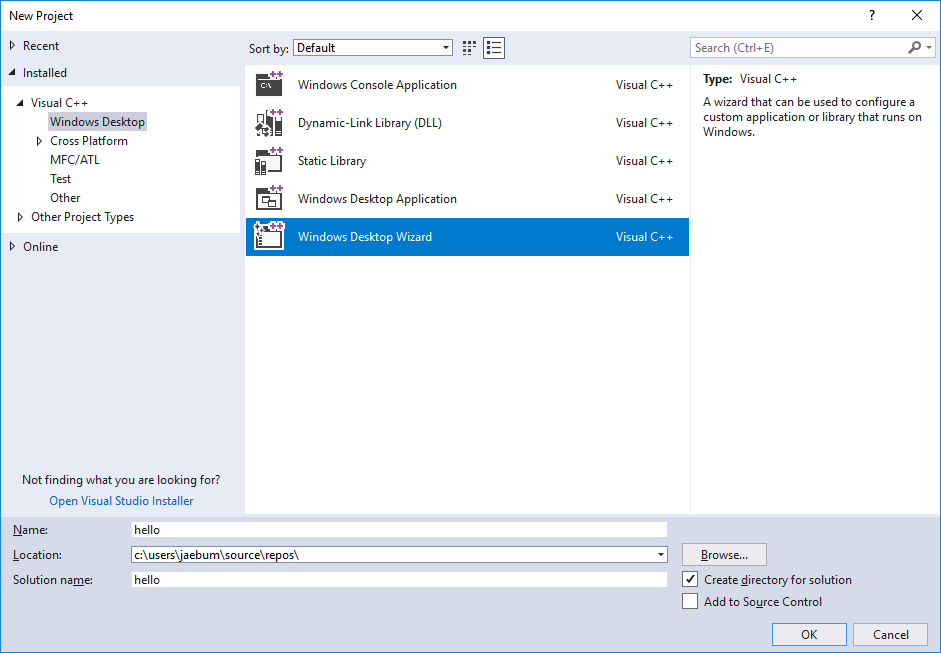 New Project
?
Recent
Installed
Visual C++
Windows Desktop
Cross Platform
MFC/ATL
Test
Other
Other Project Types
Online
Not finding what you are looking for?
Open Visual Studio Installer
Sort by: Default
Windows Console Application Visual C++
Dynamic-Link Library (DLL) Visual C++
Static Library Visual C++
Windows Desktop Application Visual C++
Windows Desktop Wizard Visual C++
Search (Ctrl+E)
Type: Visual C++
A wizard that can be used to configure a
custom application or library that runs on
Windows.
Name: hello
Location: c:\users\jaebum\source\repos\
Browse...
Solution name: hello
Create directory for solution
Add to Source Control
OK Cancel